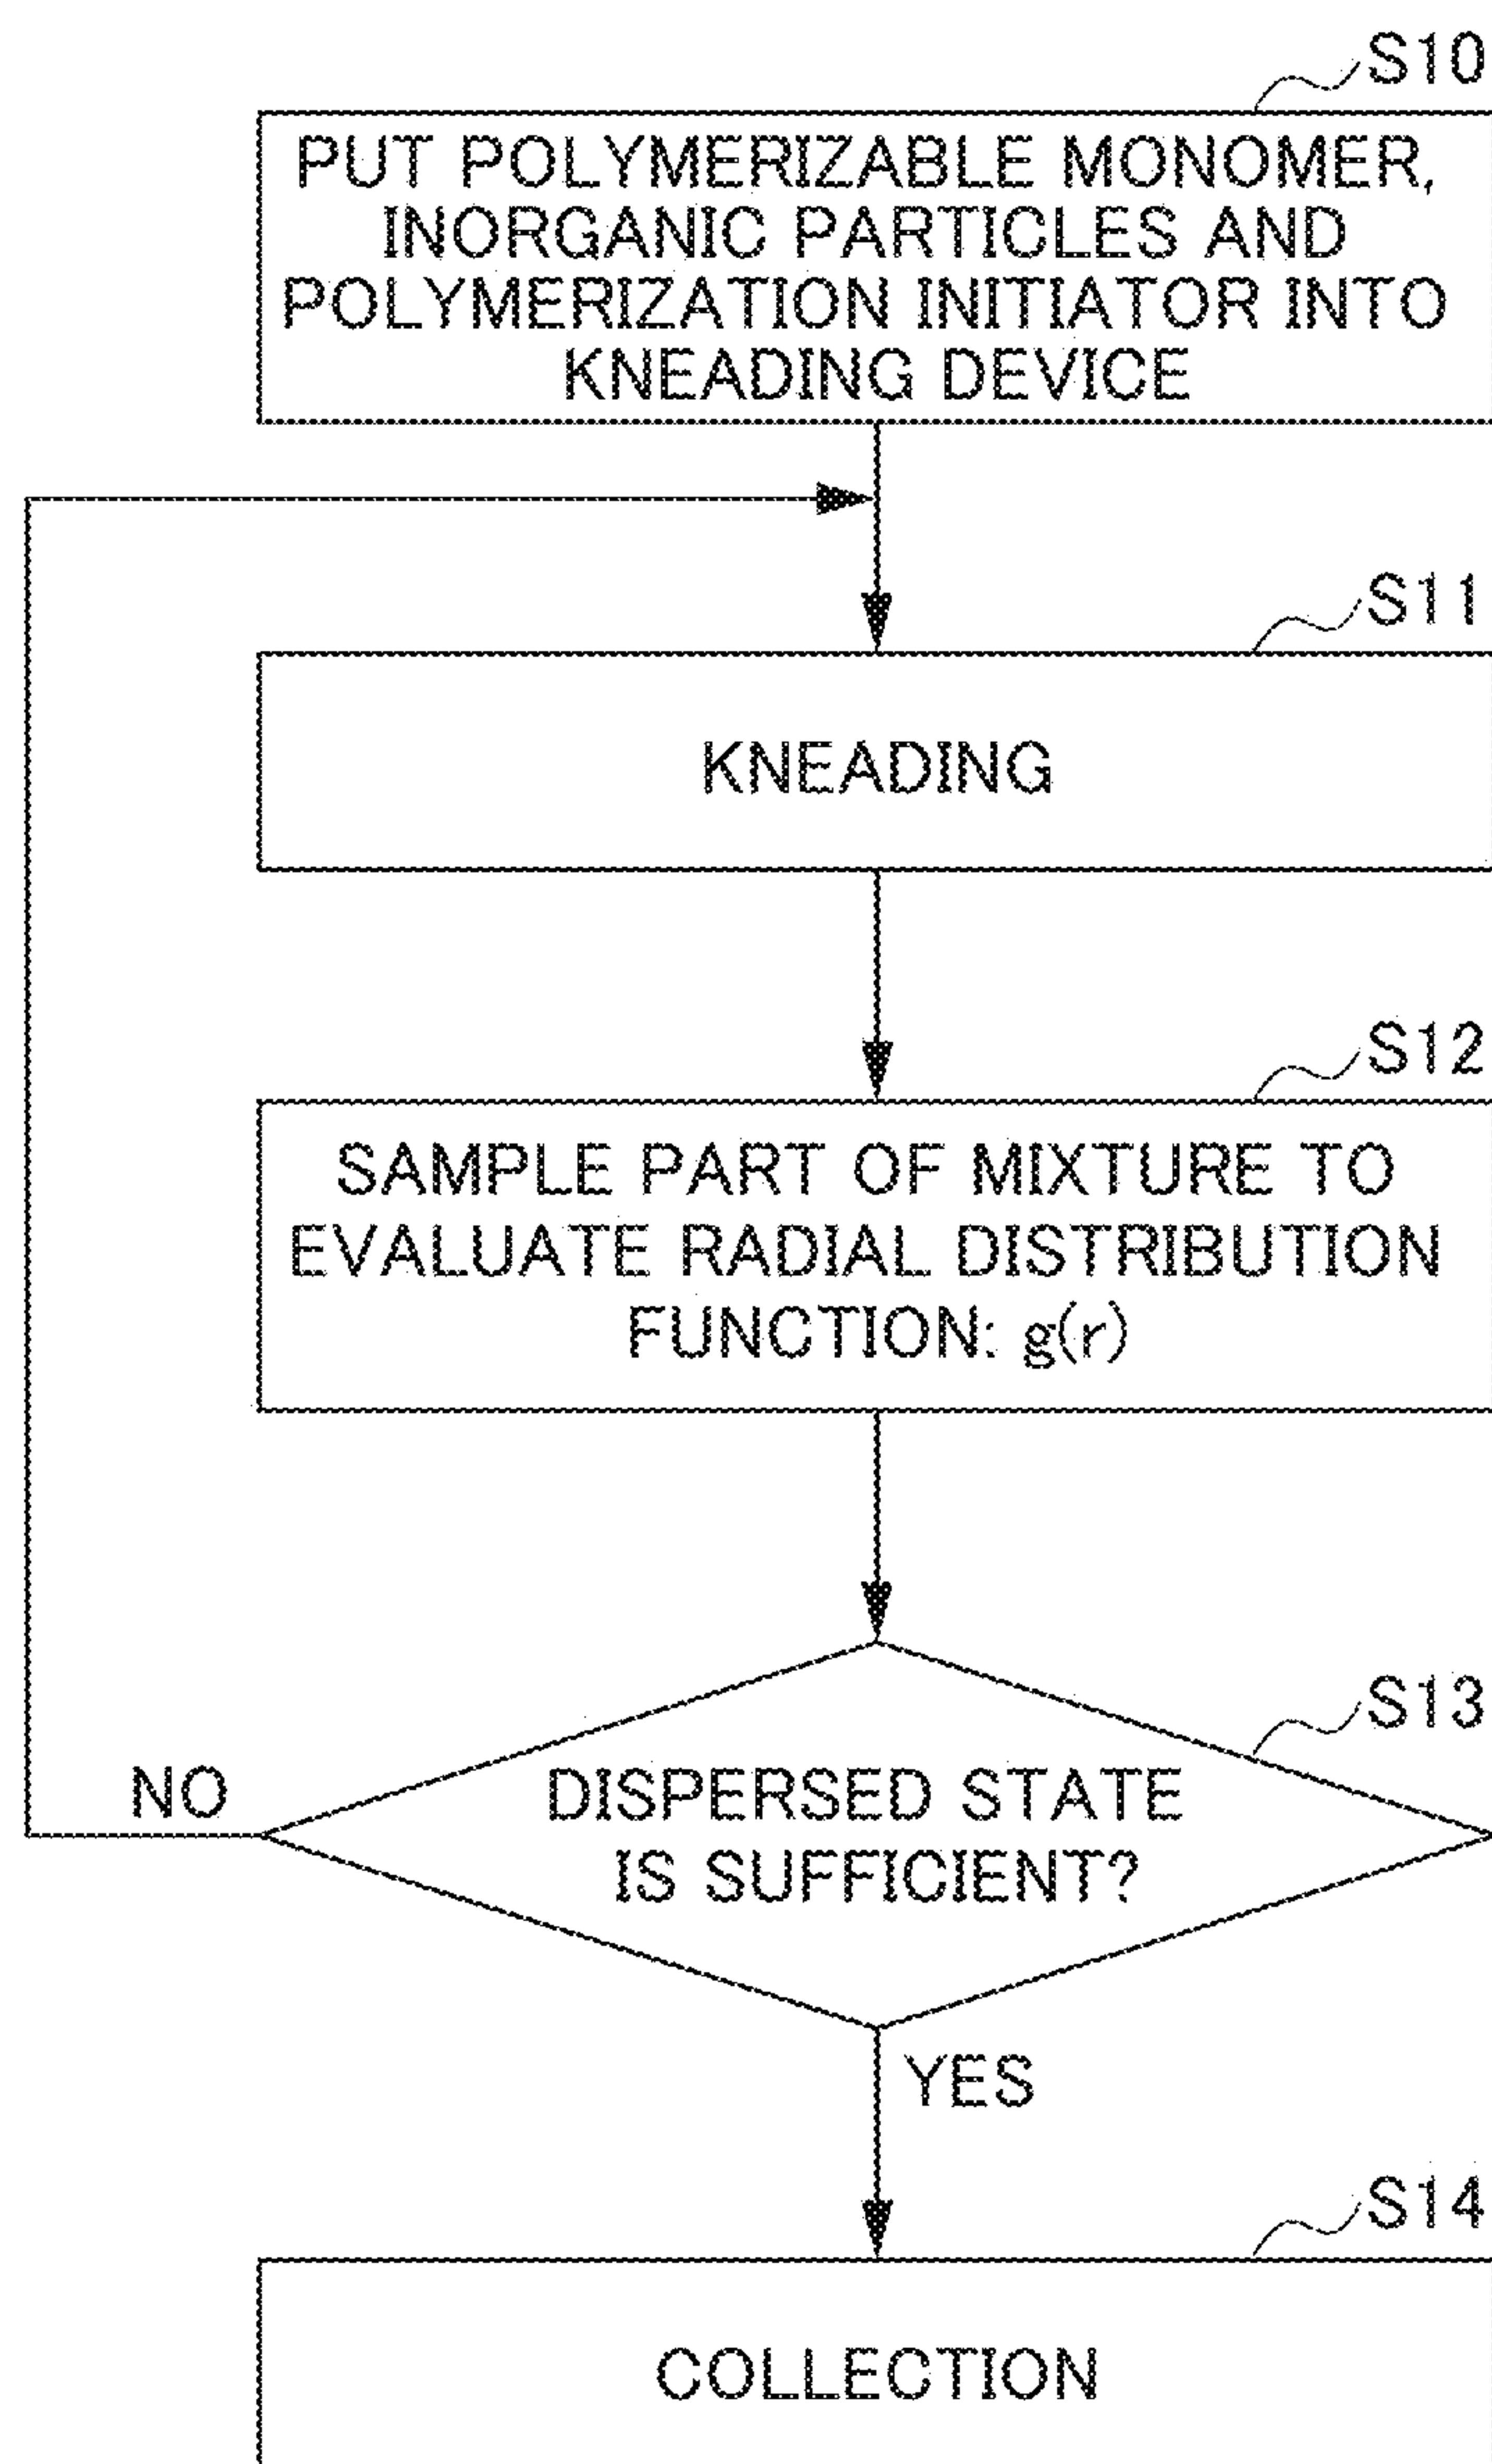 S10
PUT POLYMERIZABLE MONOMER,
INORGANIC PARTICLES AND
POLYMERIZATION INITIATOR INTO
KNEADING DEVICE
S11
KNEADING
S12
SAMPLE PART OF MIXTURE TO
EVALUATE RADIAL DISTRIBUTION
FUNCTION: g(r)
S13
DISPERSED STATE
IS SUFFICIENT?
NO
YES
S14
COLLECTION